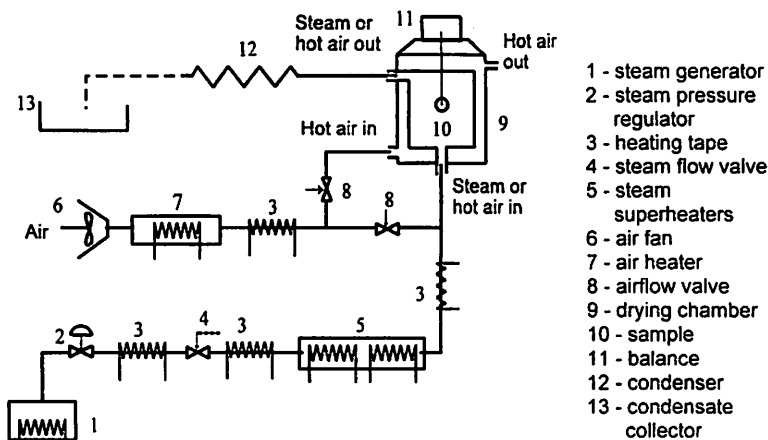 11
Steam or
hot air out
12
Hot air
out
13
Hot air in
10
9
8
Steam or
hot air in
6
7
3
8
Air
3
2
3
4
3
5
1
1 - steam generator
2 - steam pressure
regulator
3 - heating tape
4 - steam flow valve
5 - steam
superheaters
6 - air fan
7 - air heater
8 - airflow valve
9 - drying chamber
10 - sample
11 - balance
12 - condenser
13 - condensate
collector